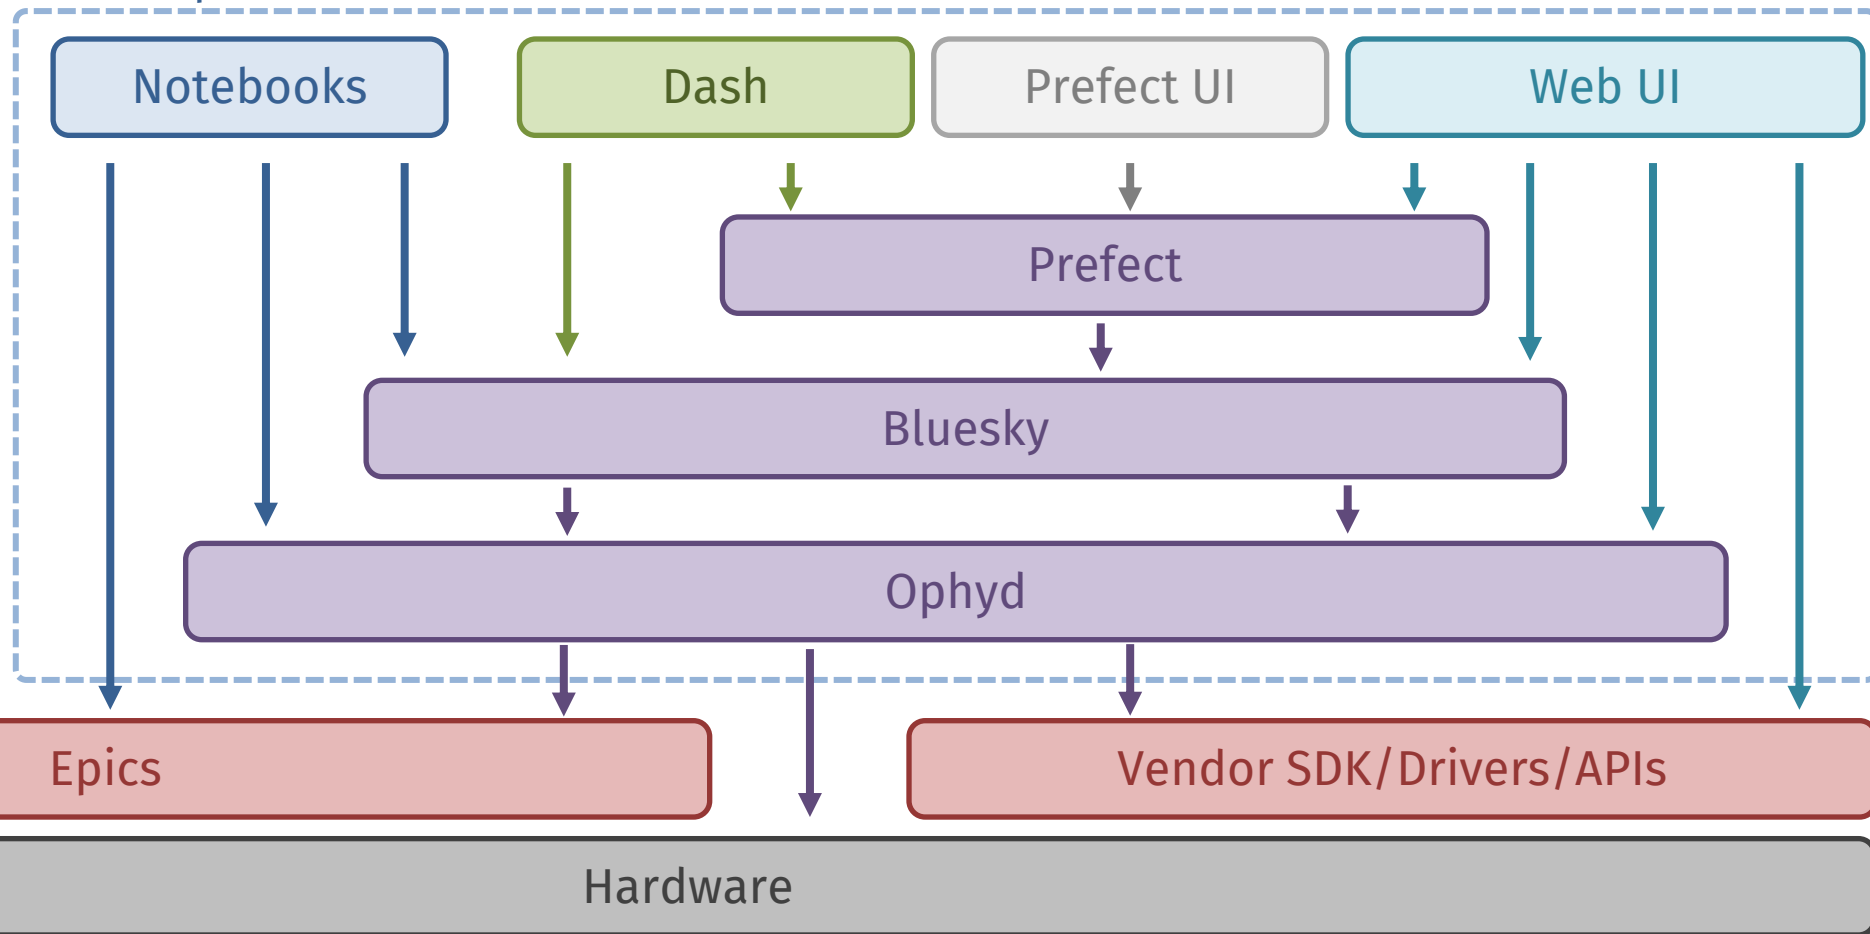 Notebooks
Dash
Prefect UI
Web UI
Prefect
Bluesky
Ophyd
Epics
Vendor SDK/Drivers/APIs
Hardware